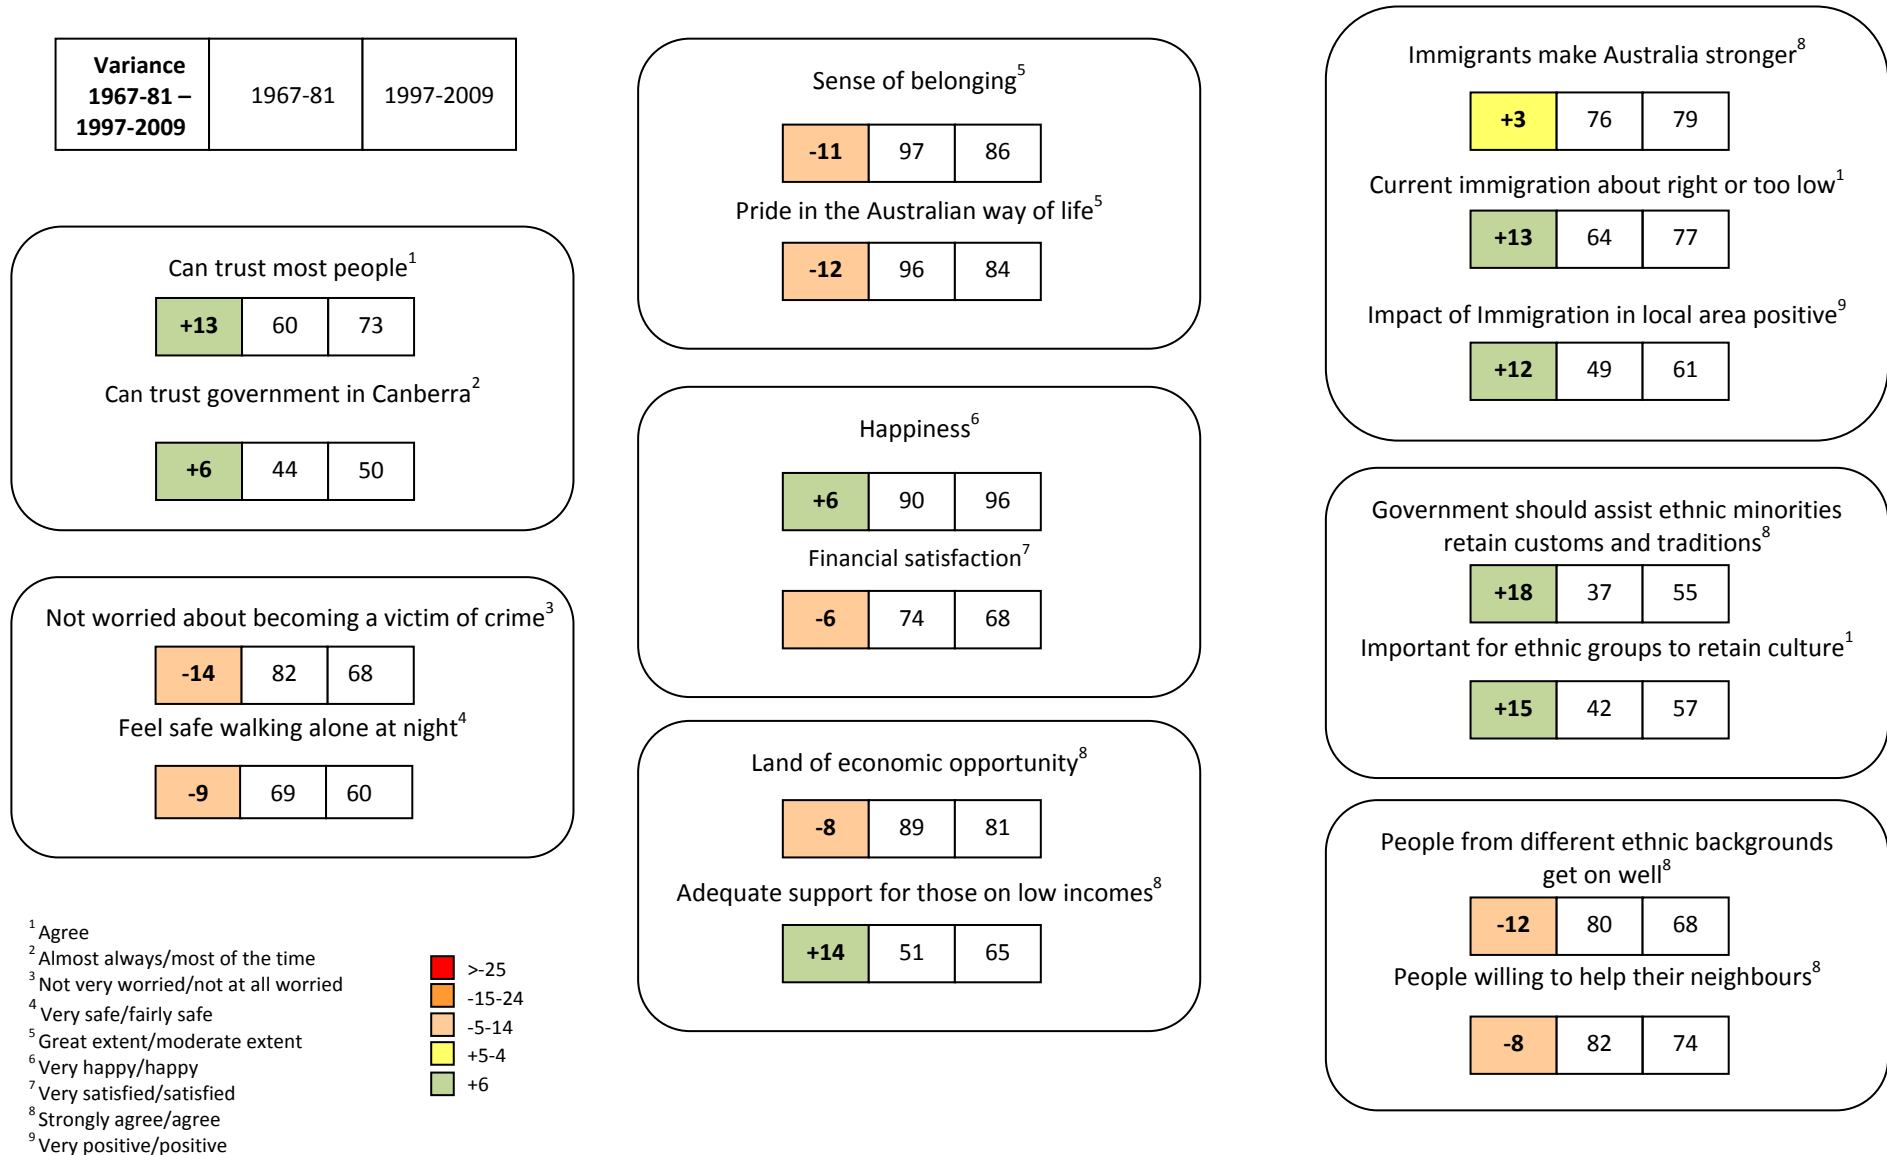 Variance
1967-81 –
1997-2009
1967-81
1997-2009
Can trust most people1
+13 60 73
Can trust government in Canberra2
+6 44 50
Not worried about becoming a victim of crime3
-14 82 68
Feel safe walking alone at night4
-9 69 60
1 Agree
2 Almost always/most of the time
3 Not very worried/not at all worried
4 Very safe/fairly safe
5 Great extent/moderate extent
6 Very happy/happy
7 Very satisfied/satisfied
8 Strongly agree/agree
9 Very positive/positive
>-25
-15-24
-5-14
+5-4
+6
Sense of belonging5
-11 97 86
Pride in the Australian way of life5
-12 96 84
Happiness6
+6 90 96
Financial satisfaction7
-6 74 68
Land of economic opportunity8
-8 89 81
Adequate support for those on low incomes8
+14 51 65
Immigrants make Australia stronger8
+3 76 79
Current immigration about right or too low1
+13 64 77
Impact of Immigration in local area positive9
+12 49 61
Government should assist ethnic minorities
retain customs and traditions8
+18 37 55
Important for ethnic groups to retain culture1
+15 42 57
People from different ethnic backgrounds
get on well8
-12 80 68
People willing to help their neighbours8
-8 82 74